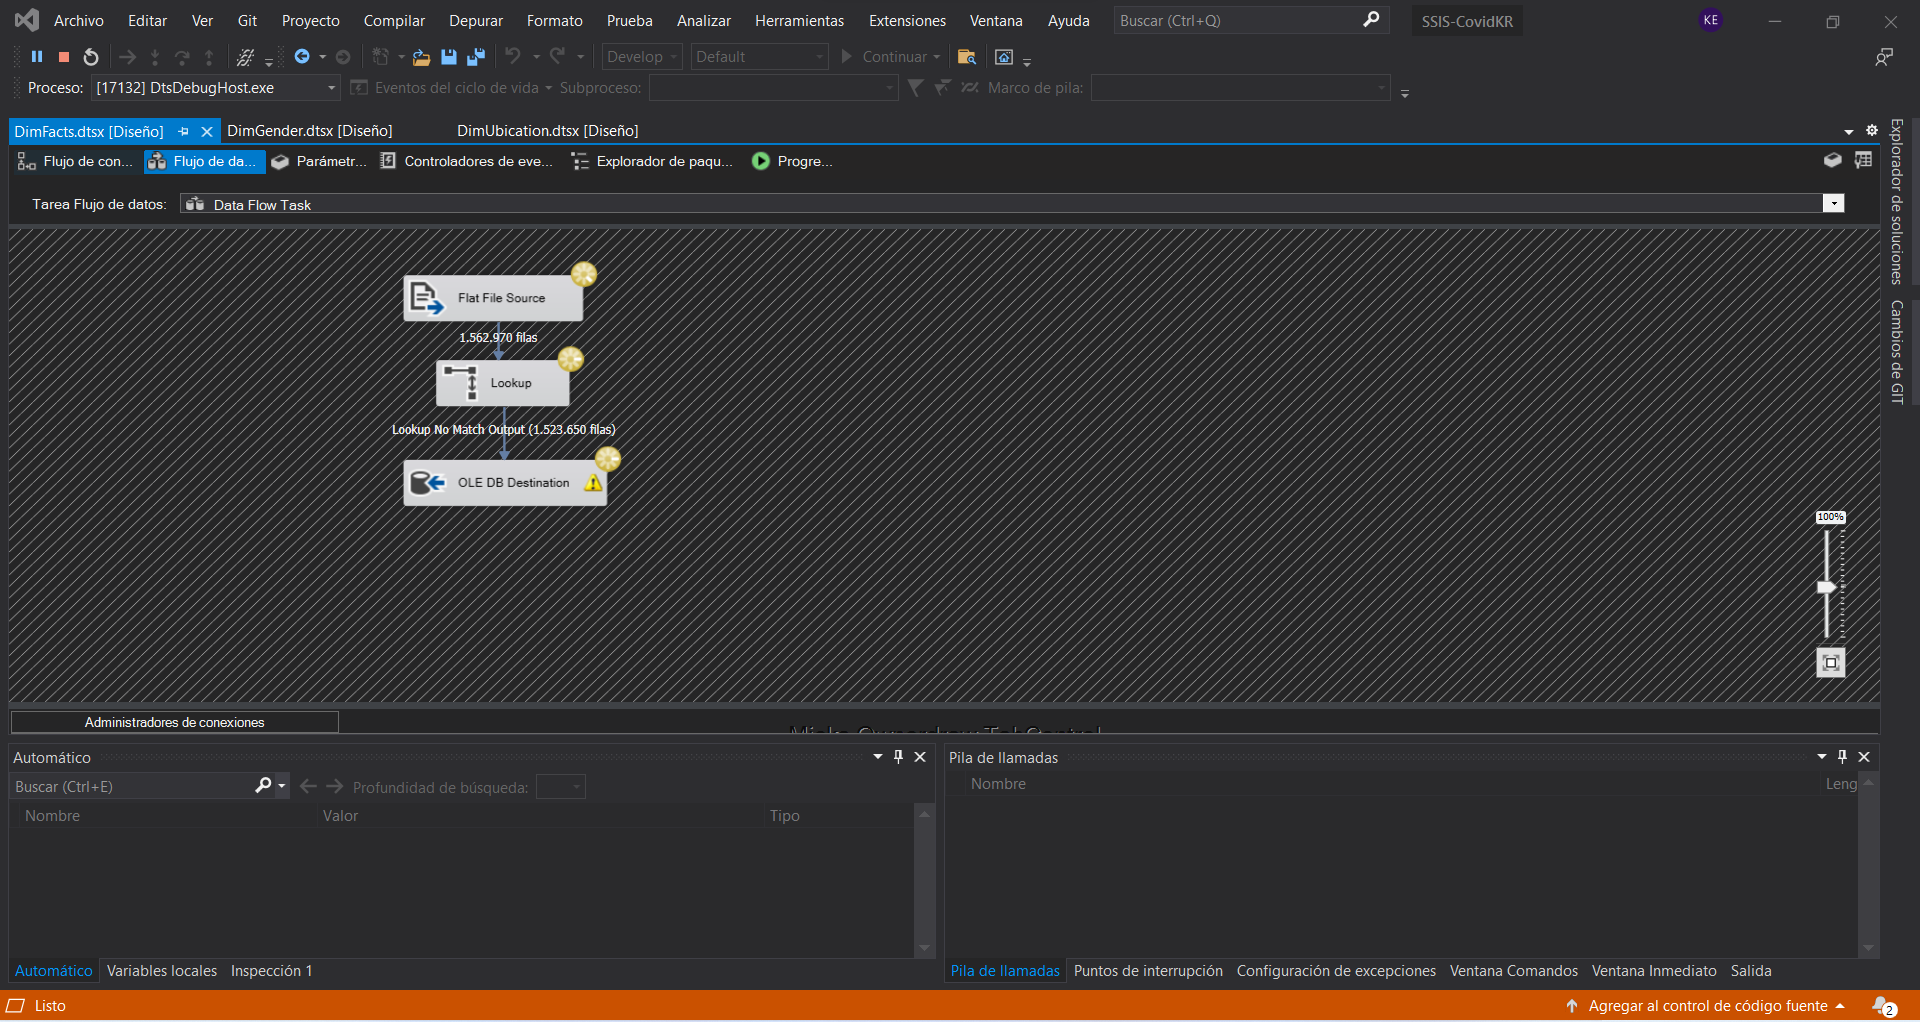 Archivo Editar Ver Git Proyecto Compilar Depurar Formato Prueba Analizar Herramientas Extensiones Ventana Ayuda Buscar (Ctrl+Q) SSIS-CovidKR KE
Develop Default Continuar
Proceso: [17132] DtsDebugHost.exe Eventos del ciclo de vida Subproceso: Marco de pila:
DimFacts.dtsx [Diseño] DimGender.dtsx [Diseño] DimUbication.dtsx [Diseño]
Flujo de con... Flujo de da... Parámetr... Controladores de eve... Explorador de paqu... Progre...
Tarea Flujo de datos: Data Flow Task
Explorador de soluciones
Cambios de GIT
Flat File Source
1.562.970 filas
Lookup
Lookup No Match Output (1.523.650 filas)
OLE DB Destination
100%
Administradores de conexiones
Automático
Buscar (Ctrl+E) Profundidad de búsqueda:
Nombre Valor Tipo
Automático Variables locales Inspección 1
Pila de llamadas
Nombre Leng
Pila de llamadas Puntos de interrupción Configuración de excepciones Ventana Comandos Ventana Inmediato Salida
Listo Agregar al control de código fuente 2